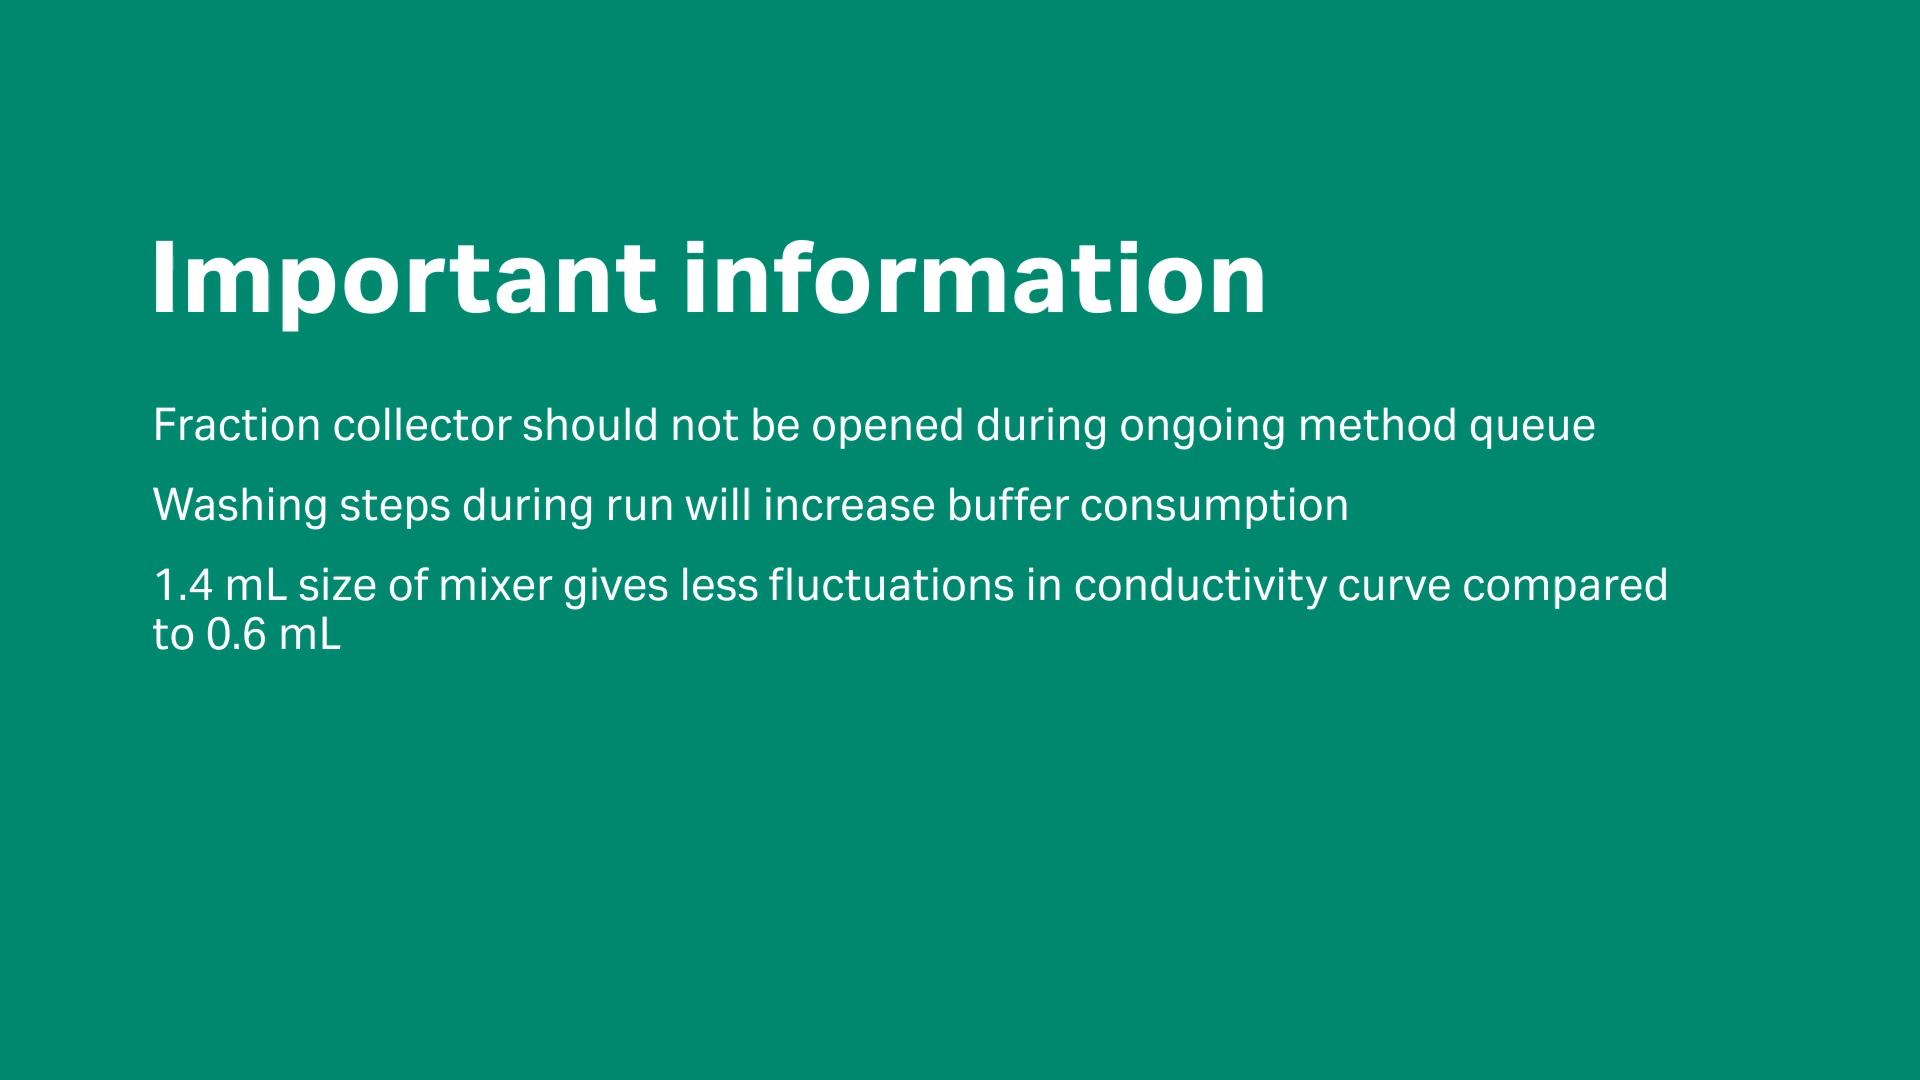 Important information
Fraction collector should not be opened during ongoing method queue
Washing steps during run will increase buffer consumption
1.4 mL size of mixer gives less fluctuations in conductivity curve compared
to 0.6 mL